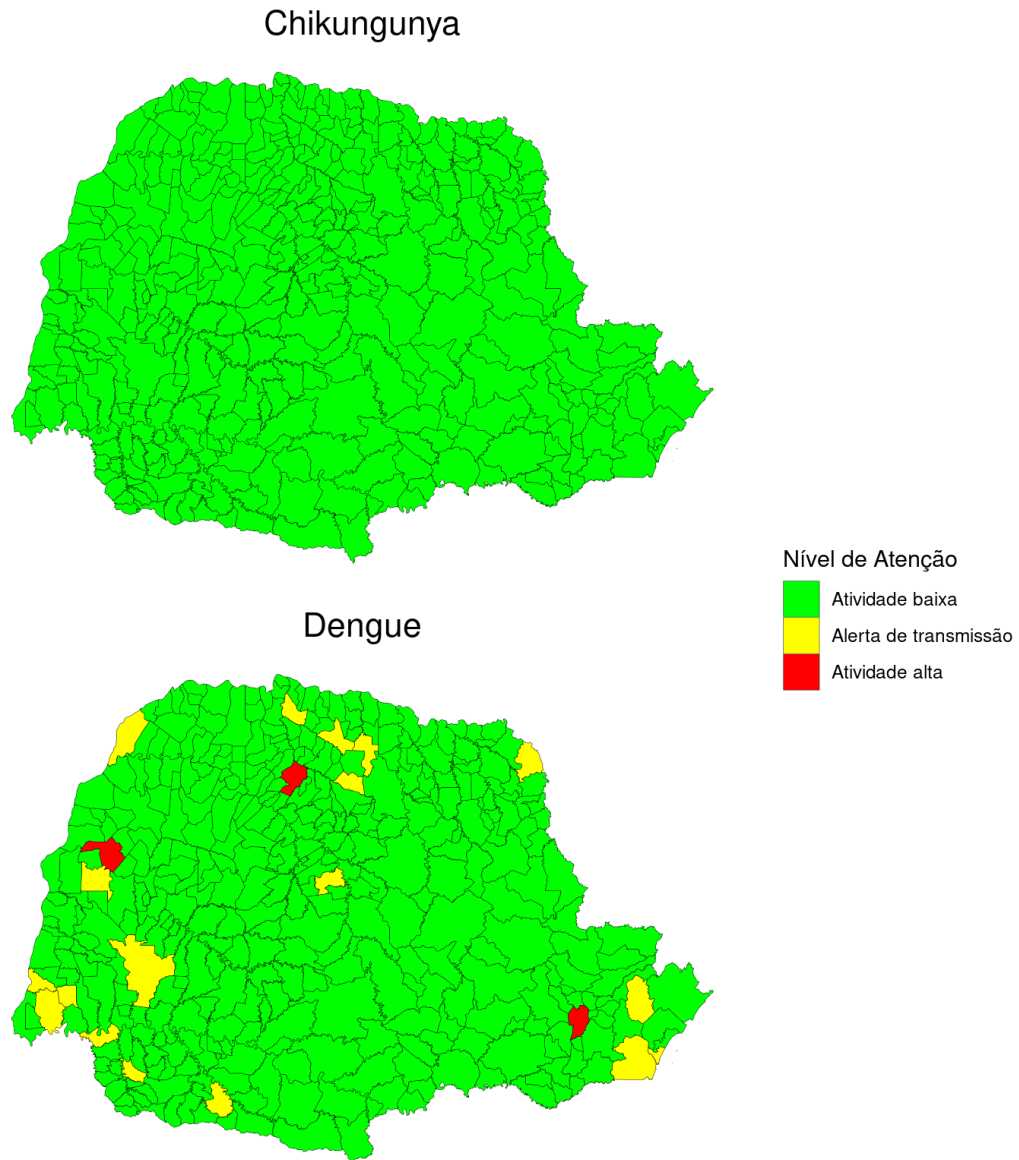 Chikungunya
Dengue
Nível de Atenção
Atividade baixa
Alerta de transmissão
Atividade alta